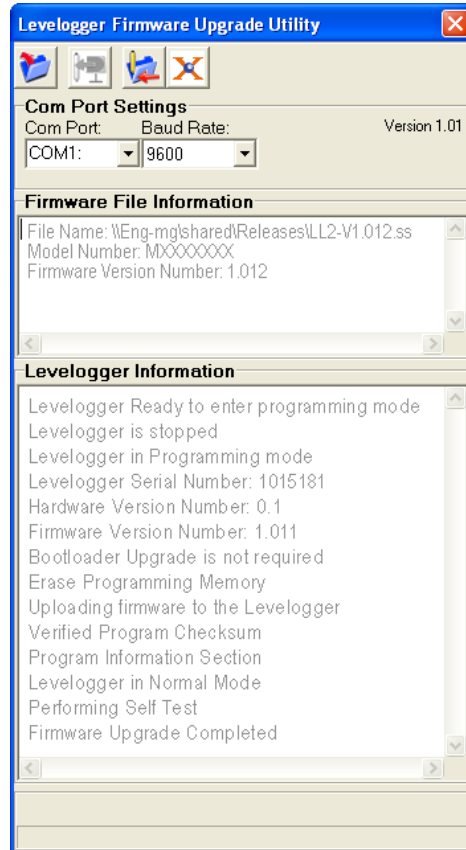 Levelogger Firmware Upgrade Utility
Com Port Settings
Com Port: Baud Rate: Version 1.01
COM1: 9600
Firmware File Information
File Name: \\Eng-mg\shared\Releases\LL2-V1.012.ss
Model Number: MXXXXXXX
Firmware Version Number: 1.012
Levelogger Information
Levelogger Ready to enter programming mode
Levelogger is stopped
Levelogger in Programming mode
Levelogger Serial Number: 1015181
Hardware Version Number: 0.1
Firmware Version Number: 1.011
Bootloader Upgrade is not required
Erase Programming Memory
Uploading firmware to the Levelogger
Verified Program Checksum
Program Information Section
Levelogger in Normal Mode
Performing Self Test
Firmware Upgrade Completed